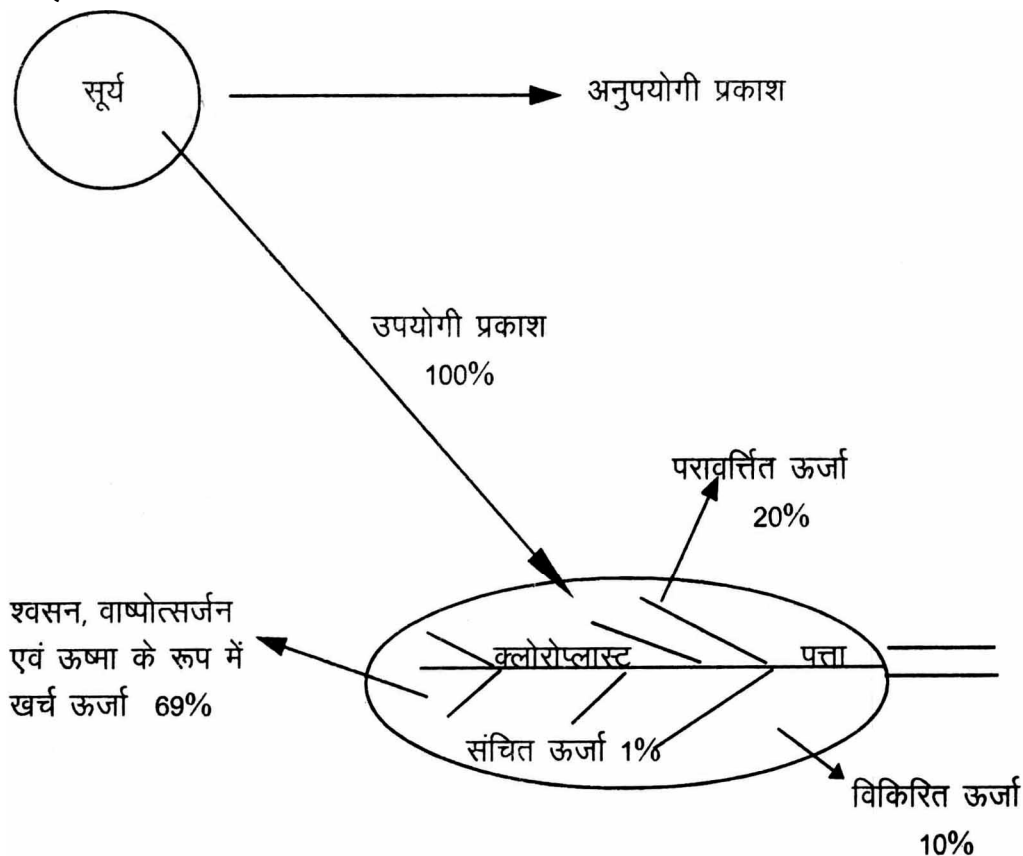 सूर्य
अनुपयोगी प्रकाश
उपयोगी प्रकाश
100%
परावर्त्तित ऊर्जा
20%
श्वसन, वाष्पोत्सर्जन
एवं ऊष्मा के रूप में
खर्च ऊर्जा 69%
क्लोरोप्लास्ट
पत्ता
संचित ऊर्जा 1%
विकिरित ऊर्जा
10%